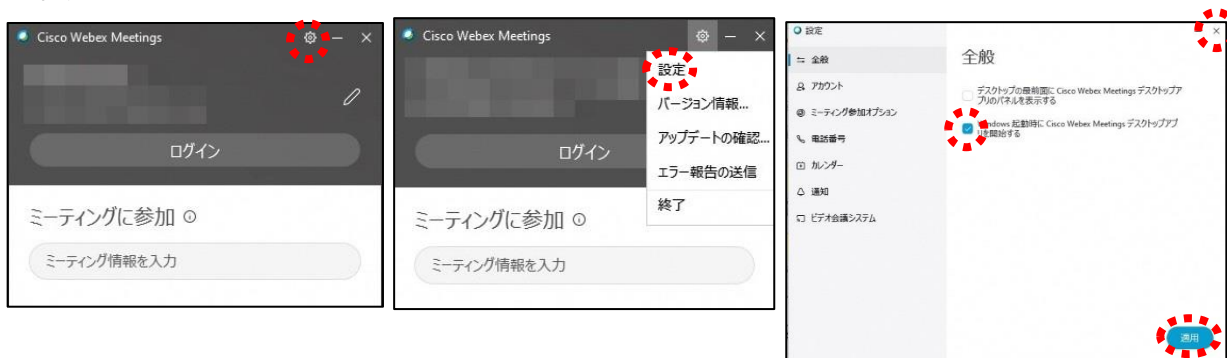 Cisco Webex Meetings
ログイン
ミーティングに参加
ミーティング情報を入力
Cisco Webex Meetings
設定
バージョン情報...
アップデートの確認...
エラー報告の送信
終了
ログイン
ミーティングに参加
ミーティング情報を入力
設定
全般
アカウント
ミーティング参加オプション
電話番号
カレンダー
通知
ビデオ会議システム
全般
デスクトップの最前面に Cisco Webex Meetings デスクトップア
プリのパネルを表示する
Windows 起動時に Cisco Webex Meetings デスクトップアプ
リを開始する
適用